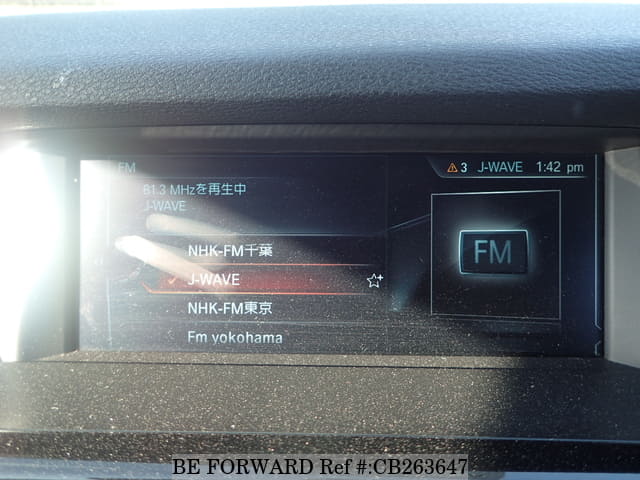 FM
3 J-WAVE 1:42 pm
81.3 MHzを再生中
J-WAVE
NHK-FM千葉
J-WAVE
NHK-FM東京
Fm yokohama
FM
BE FORWARD Ref #:CB263647